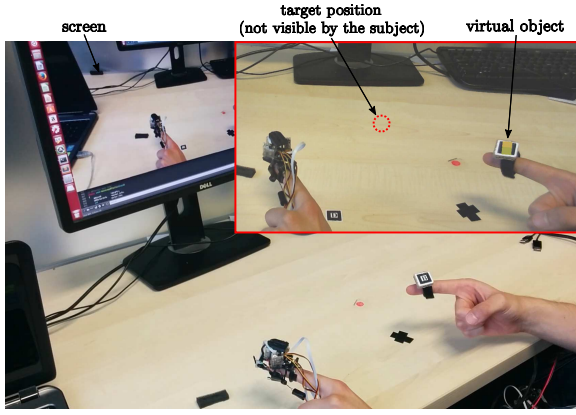 screen
target position
(not visible by the subject)
virtual object
DELL